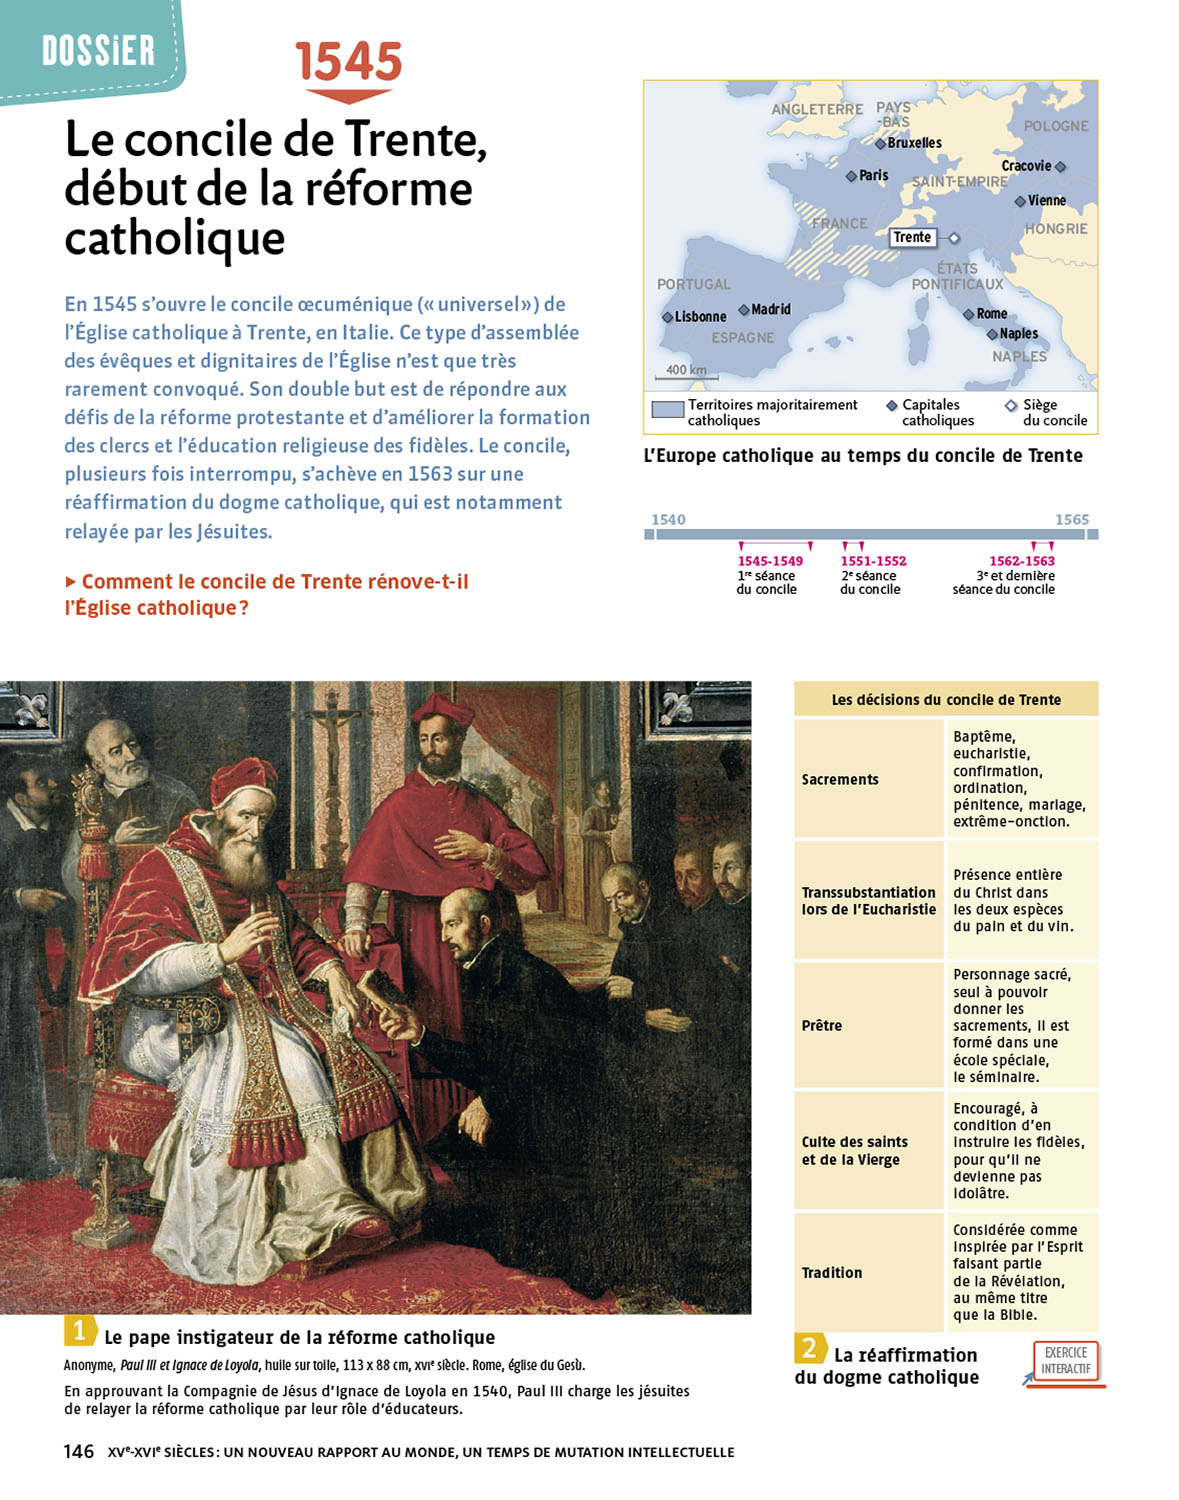 DOSSiER
1545
Le concile de Trente,
début de la réforme
catholique
En 1545 s’ouvre le concile œcuménique (« universel ») de
l’Église catholique à Trente, en Italie. Ce type d’assemblée
des évêques et dignitaires de l’Église n’est que très
rarement convoqué. Son double but est de répondre aux
défis de la réforme protestante et d’améliorer la formation
des clercs et l’éducation religieuse des fidèles. Le concile,
plusieurs fois interrompu, s’achève en 1563 sur une
réaffirmation du dogme catholique, qui est notamment
relayée par les Jésuites.
▶ Comment le concile de Trente rénove-t-il
l’Église catholique ?
ANGLETERRE
PAYS
-BAS
POLOGNE
Bruxelles
Cracovie
Paris
SAINT-EMPIRE
Vienne
FRANCE
HONGRIE
Trente
ÉTATS
PONTIFICAUX
PORTUGAL
Lisbonne
Madrid
Rome
ESPAGNE
Naples
NAPLES
400 km
Territoires majoritairement
catholiques
Capitales
catholiques
Siège
du concile
L’Europe catholique au temps du concile de Trente
1540
1565
1545-1549
1re séance
du concile
1551-1552
2e séance
du concile
1562-1563
3e et dernière
séance du concile
1 Le pape instigateur de la réforme catholique
Anonyme, Paul III et Ignace de Loyola, huile sur toile, 113 x 88 cm, XVIe siècle. Rome, église du Gesù.
En approuvant la Compagnie de Jésus d’Ignace de Loyola en 1540, Paul III charge les jésuites
de relayer la réforme catholique par leur rôle d’éducateurs.
Les décisions du concile de Trente
Sacrements
Baptême,
eucharistie,
confirmation,
ordination,
pénitence, mariage,
extrême-onction.
Transsubstantiation
lors de l’Eucharistie
Présence entière
du Christ dans
les deux espèces
du pain et du vin.
Prêtre
Personnage sacré,
seul à pouvoir
donner les
sacrements, il est
formé dans une
école spéciale,
le séminaire.
Culte des saints
et de la Vierge
Encouragé, à
condition d’en
instruire les fidèles,
pour qu’il ne
devienne pas
idolâtre.
Tradition
Considérée comme
inspirée par l’Esprit
faisant partie
de la Révélation,
au même titre
que la Bible.
2 La réaffirmation
du dogme catholique
EXERCICE
INTERACTIF
146 XVe-XVIe SIÈCLES : UN NOUVEAU RAPPORT AU MONDE, UN TEMPS DE MUTATION INTELLECTUELLE